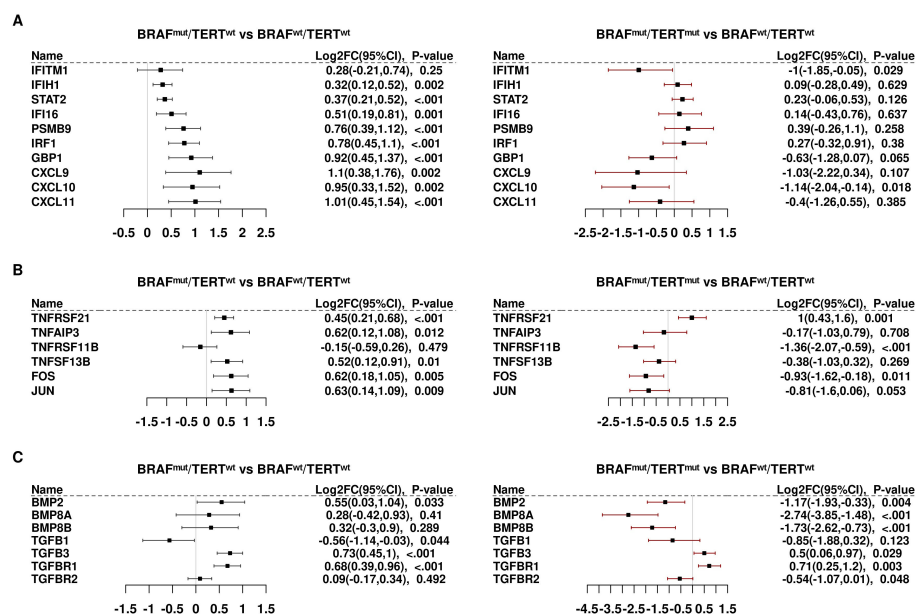 A
BRAFmut/TERTwt vs BRAFwt/TERTwt
Name Log2FC(95%CI), P-value
IFITM1 0.28(-0.21,0.74), 0.25
IFIH1 0.32(0.12,0.52), 0.002
STAT2 0.37(0.21,0.52), <.001
IFI16 0.51(0.19,0.81), 0.001
PSMB9 0.76(0.39,1.12), <.001
IRF1 0.78(0.45,1.1), <.001
GBP1 0.92(0.45,1.37), <.001
CXCL9 1.1(0.38,1.76), 0.002
CXCL10 0.95(0.33,1.52), 0.002
CXCL11 1.01(0.45,1.54), <.001
-0.5 0 0.5 1 1.5 2 2.5
BRAFmut/TERTmut vs BRAFwt/TERTwt
Name Log2FC(95%CI), P-value
IFITM1 -1(-1.85,-0.05), 0.029
IFIH1 0.09(-0.28,0.49), 0.629
STAT2 0.23(-0.06,0.53), 0.126
IFI16 0.14(-0.43,0.76), 0.637
PSMB9 0.39(-0.26,1.1), 0.258
IRF1 0.27(-0.32,0.91), 0.38
GBP1 -0.63(-1.28,0.07), 0.065
CXCL9 -1.03(-2.22,0.34), 0.107
CXCL10 -1.14(-2.04,-0.14), 0.018
CXCL11 -0.4(-1.26,0.55), 0.385
-2.5 -1.5 -0.5 0.5 1 1.5
B
BRAFmut/TERTwt vs BRAFwt/TERTwt
Name Log2FC(95%CI), P-value
TNFRSF21 0.45(0.21,0.68), <.001
TNFAIP3 0.62(0.12,1.08), 0.012
TNFRSF11B -0.15(-0.59,0.26), 0.479
TNFSF13B 0.52(0.12,0.91), 0.01
FOS 0.62(0.18,1.05), 0.005
JUN 0.63(0.14,1.09), 0.009
-1.5 -1 -0.5 0 0.5 1 1.5
BRAFmut/TERTmut vs BRAFwt/TERTwt
Name Log2FC(95%CI), P-value
TNFRSF21 1(0.43,1.6), 0.001
TNFAIP3 -0.17(-1.03,0.79), 0.708
TNFRSF11B -1.36(-2.07,-0.59), <.001
TNFSF13B -0.38(-1.03,0.32), 0.269
FOS -0.93(-1.62,-0.18), 0.011
JUN -0.81(-1.6,0.06), 0.053
-2.5 -1.5 -0.5 0.5 1.5 2.5
C
BRAFmut/TERTwt vs BRAFwt/TERTwt
Name Log2FC(95%CI), P-value
BMP2 0.55(0.03,1.04), 0.033
BMP8A 0.28(-0.42,0.93), 0.41
BMP8B 0.32(-0.3,0.9), 0.289
TGFB1 -0.56(-1.14,-0.03), 0.044
TGFB3 0.73(0.45,1), <.001
TGFBR1 0.68(0.39,0.96), <.001
TGFBR2 0.09(-0.17,0.34), 0.492
-1.5 -1 -0.5 0 0.5 1 1.5
BRAFmut/TERTmut vs BRAFwt/TERTwt
Name Log2FC(95%CI), P-value
BMP2 -1.17(-1.93,-0.33), 0.004
BMP8A -2.74(-3.85,-1.48), <.001
BMP8B -1.73(-2.62,-0.73), <.001
TGFB1 -0.85(-1.88,0.32), 0.123
TGFB3 0.5(0.06,0.97), 0.029
TGFBR1 0.71(0.25,1.2), 0.003
TGFBR2 -0.54(-1.07,0.01), 0.048
-4.5 -3.5 -2.5 -1.5 -0.5 0.5 1.5